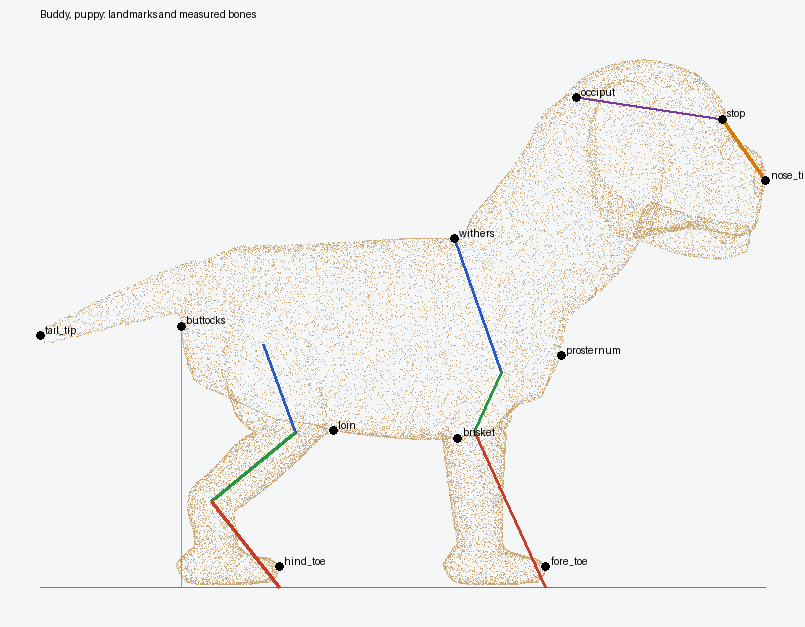 Buddy, puppy: landmarks and measured bones
occiput
stop
nose_ti
withers
buttocks
tail_tip
prosternum
loin
brisket
hind_toe
fore_toe